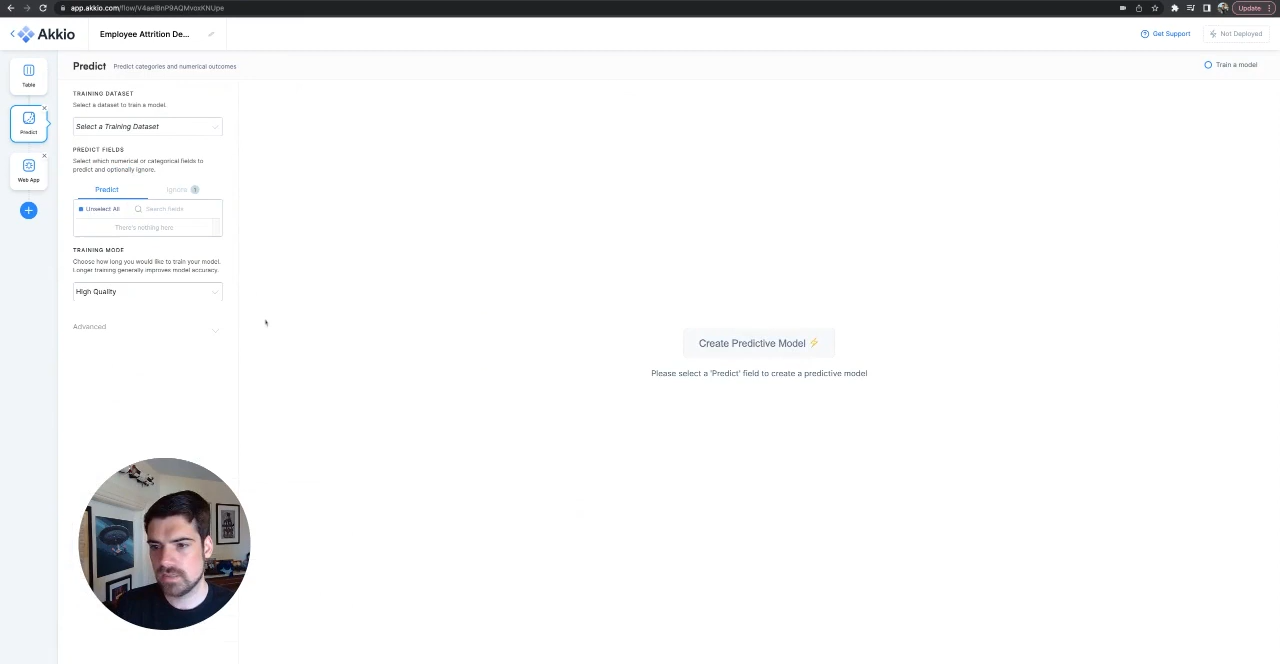 app.akkio.com/flow/V4aetBnP9AQMvoxKNUpe
Update
Akkio
Employee Attrition De...
Get Support
Not Deployed
Table
Predict
Web App
Predict
Predict categories and numerical outcomes
Train a model
TRAINING DATASET
Select a dataset to train a model.
Select a Training Dataset
PREDICT FIELDS
Select which numerical or categorical fields to
predict and optionally ignore.
Predict
Ignore
Unselect All
Search fields
There's nothing here
TRAINING MODE
Choose how long you would like to train your model.
Longer training generally improves model accuracy.
High Quality
Advanced
Create Predictive Model
Please select a 'Predict' field to create a predictive model